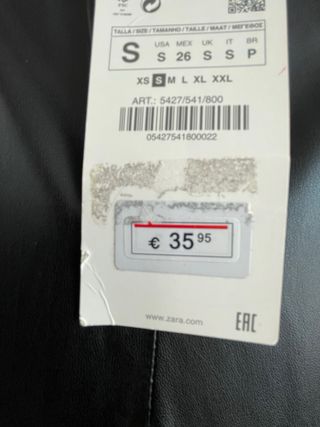 TALLA / SIZE / TAMANHO / TAILLE / MAAT / ΜΕΓΕΘΟΣ
S
USA MEX UK IT BR
S 26 S S P
XS S M L XL XXL
ART.: 5427/541/800
05427541800022
€ 35 95
www.zara.com
EAC